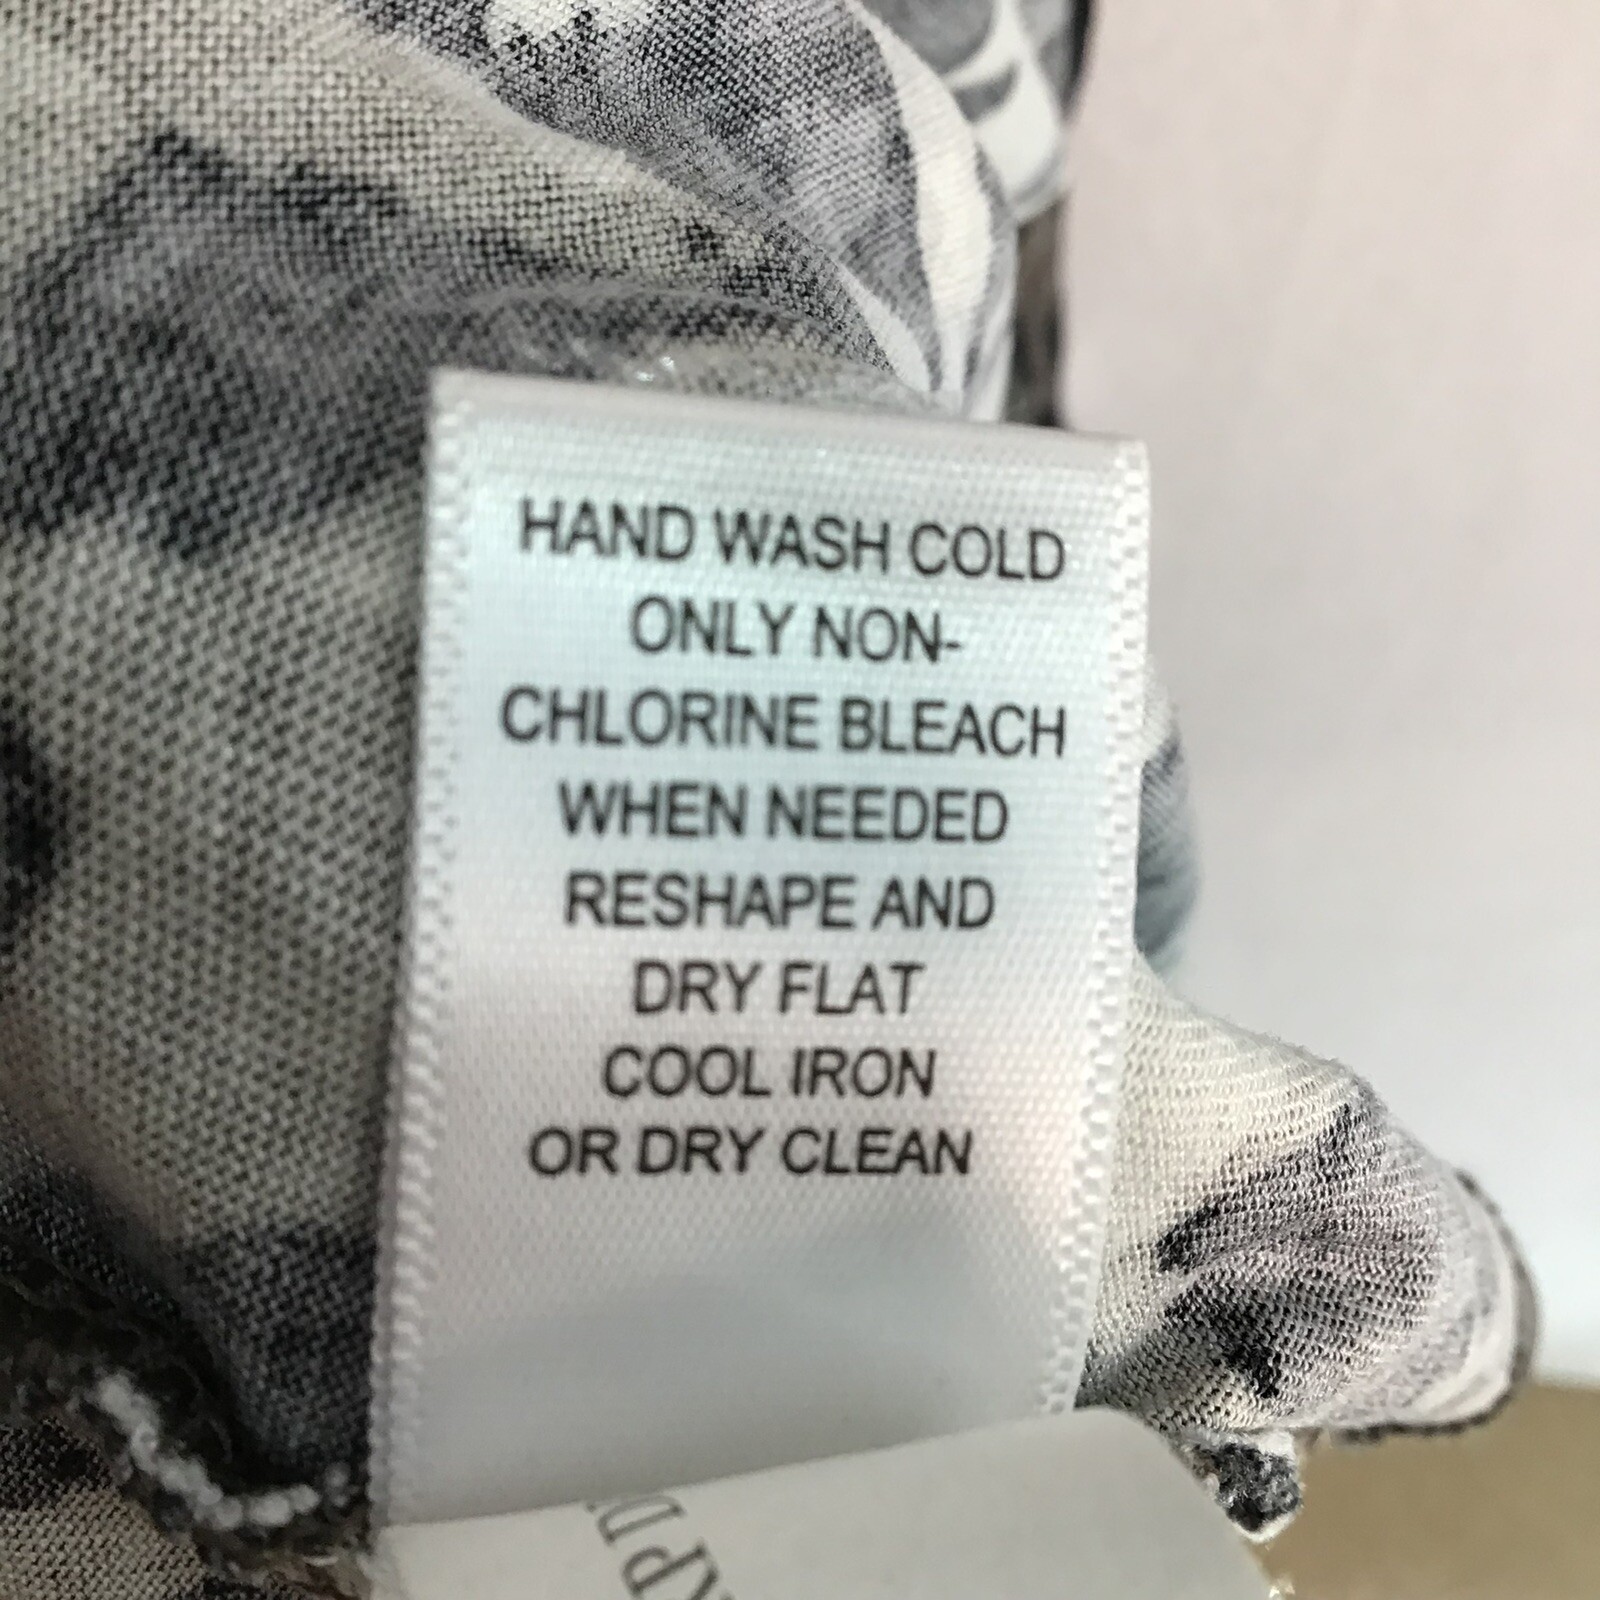 HAND WASH COLD
ONLY NON-
CHLORINE BLEACH
WHEN NEEDED
RESHAPE AND
DRY FLAT
COOL IRON
OR DRY CLEAN